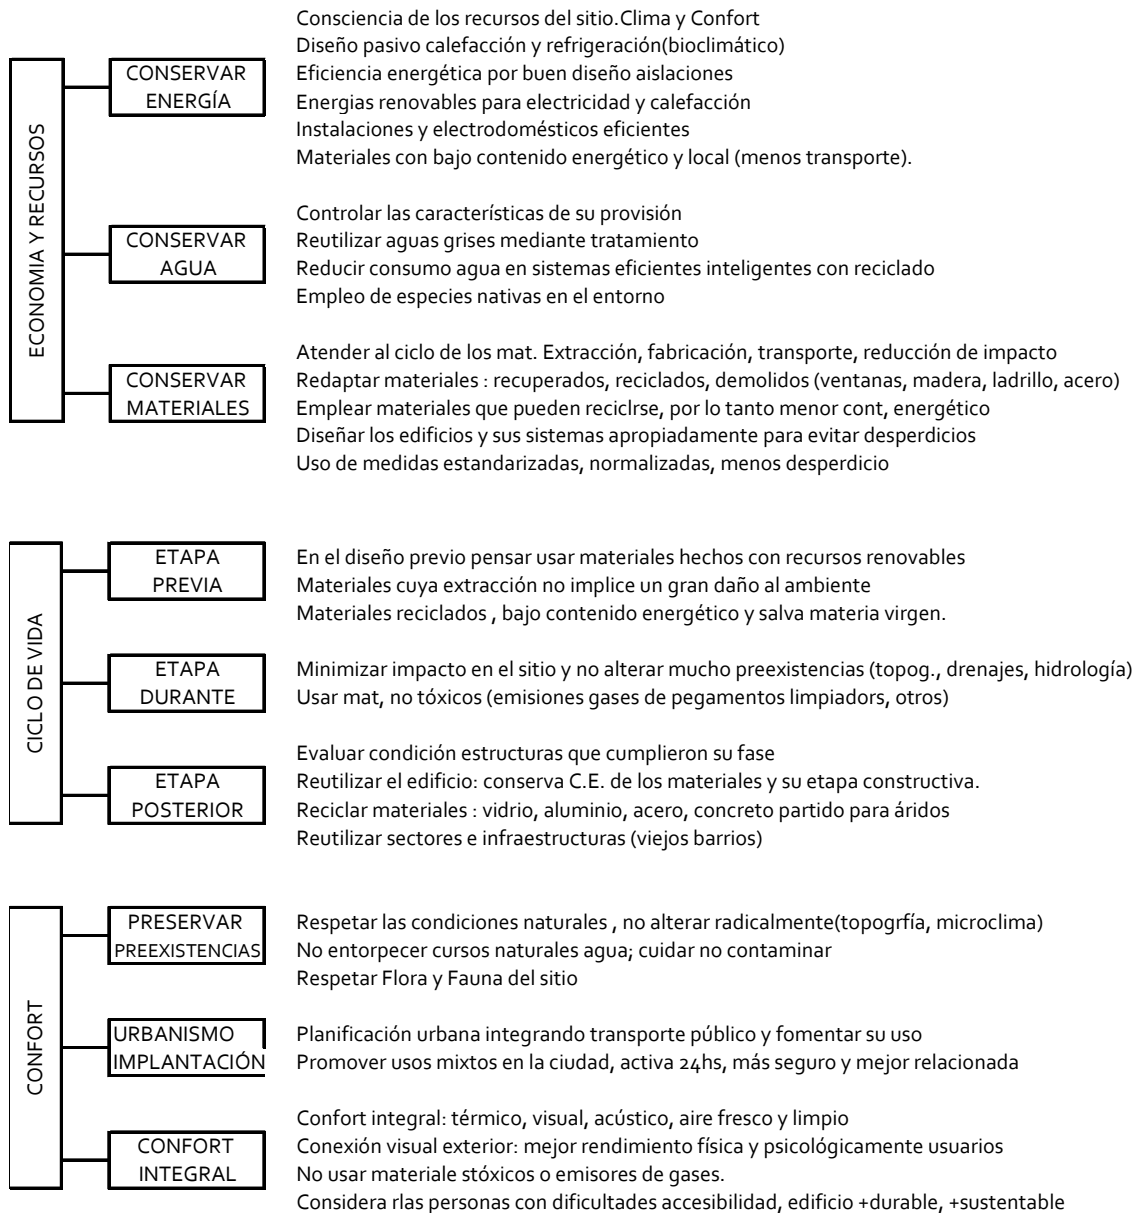 ECONOMIA Y RECURSOS
CONSERVAR
ENERGÍA
Consciencia de los recursos del sitio.Clima y Confort
Diseño pasivo calefacción y refrigeración(bioclimático)
Eficiencia energética por buen diseño aislaciones
Energias renovables para electricidad y calefacción
Instalaciones y electrodomésticos eficientes
Materiales con bajo contenido energético y local (menos transporte).
CONSERVAR
AGUA
Controlar las características de su provisión
Reutilizar aguas grises mediante tratamiento
Reducir consumo agua en sistemas eficientes inteligentes con reciclado
Empleo de especies nativas en el entorno
CONSERVAR
MATERIALES
Atender al ciclo de los mat. Extracción, fabricación, transporte, reducción de impacto
Redaptar materiales : recuperados, reciclados, demolidos (ventanas, madera, ladrillo, acero)
Emplear materiales que pueden reciclrse, por lo tanto menor cont, energético
Diseñar los edificios y sus sistemas apropiadamente para evitar desperdicios
Uso de medidas estandarizadas, normalizadas, menos desperdicio
CICLO DE VIDA
ETAPA
PREVIA
En el diseño previo pensar usar materiales hechos con recursos renovables
Materiales cuya extracción no implice un gran daño al ambiente
Materiales reciclados , bajo contenido energético y salva materia virgen.
ETAPA
DURANTE
Minimizar impacto en el sitio y no alterar mucho preexistencias (topog., drenajes, hidrología)
Usar mat, no tóxicos (emisiones gases de pegamentos limpiadors, otros)
ETAPA
POSTERIOR
Evaluar condición estructuras que cumplieron su fase
Reutilizar el edificio: conserva C.E. de los materiales y su etapa constructiva.
Reciclar materiales : vidrio, aluminio, acero, concreto partido para áridos
Reutilizar sectores e infraestructuras (viejos barrios)
CONFORT
PRESERVAR
PREEXISTENCIAS
Respetar las condiciones naturales , no alterar radicalmente(topogrfía, microclima)
No entorpecer cursos naturales agua; cuidar no contaminar
Respetar Flora y Fauna del sitio
URBANISMO
IMPLANTACIÓN
Planificación urbana integrando transporte público y fomentar su uso
Promover usos mixtos en la ciudad, activa 24hs, más seguro y mejor relacionada
CONFORT
INTEGRAL
Confort integral: térmico, visual, acústico, aire fresco y limpio
Conexión visual exterior: mejor rendimiento física y psicológicamente usuarios
No usar materiale stóxicos o emisores de gases.
Considera rlas personas con dificultades accesibilidad, edificio +durable, +sustentable